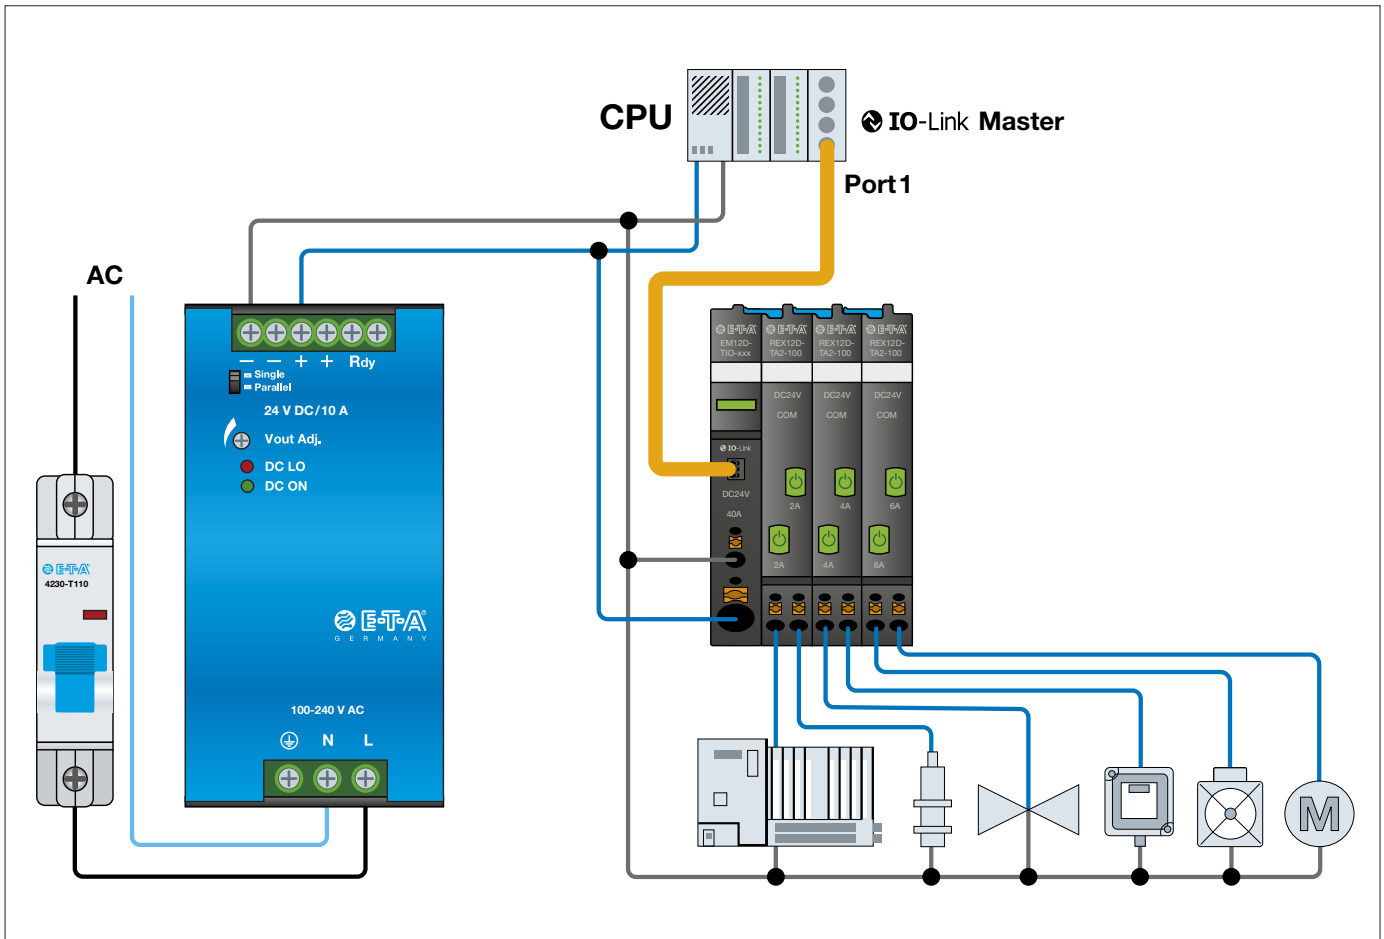 CPU
IO-Link Master
Port 1
AC
— — + + Rdy
Single
Parallel
24 V DC/10 A
Vout Adj.
DC LO
DC ON
E-T-A®
GERMANY
100-240 V AC
N L
E-T-A
4230-T110
E-T-A E-T-A E-T-A E-T-A
EM12D-TIO-xxx
REX12D-TA2-100
REX12D-TA2-100
REX12D-TA2-100
DC24V DC24V DC24V
COM COM COM
IO-Link
DC24V
40A
2A 4A 6A
2A 4A 6A
M